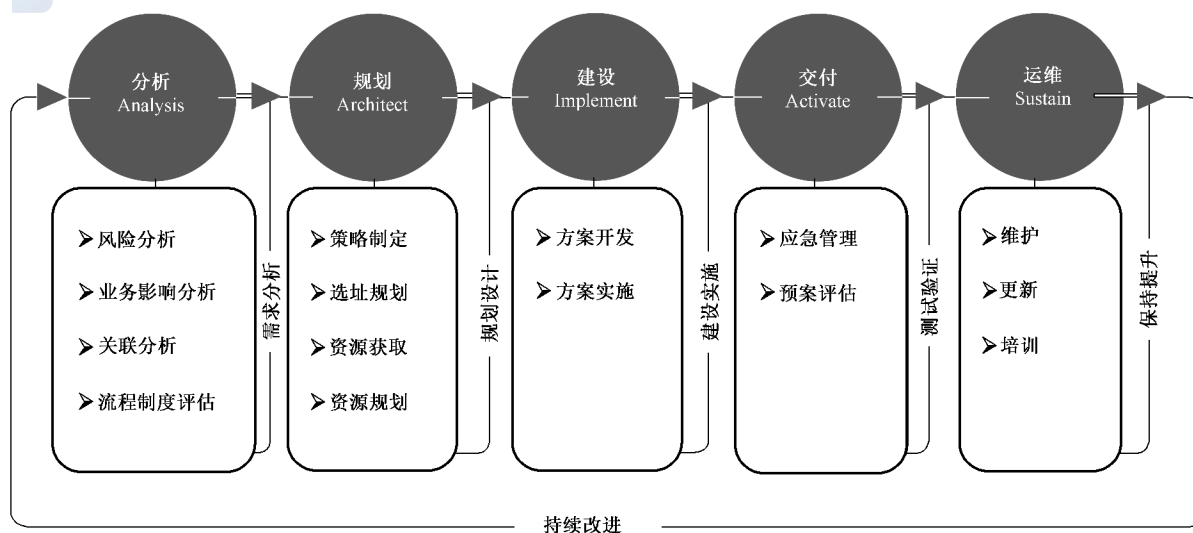 分析
Analysis
规划
Architect
建设
Implement
交付
Activate
运维
Sustain
风险分析
业务影响分析
关联分析
流程制度评估
需求分析
策略制定
选址规划
资源获取
资源规划
规划设计
方案开发
方案实施
建设实施
应急管理
预案评估
测试验证
维护
更新
培训
保持提升
持续改进